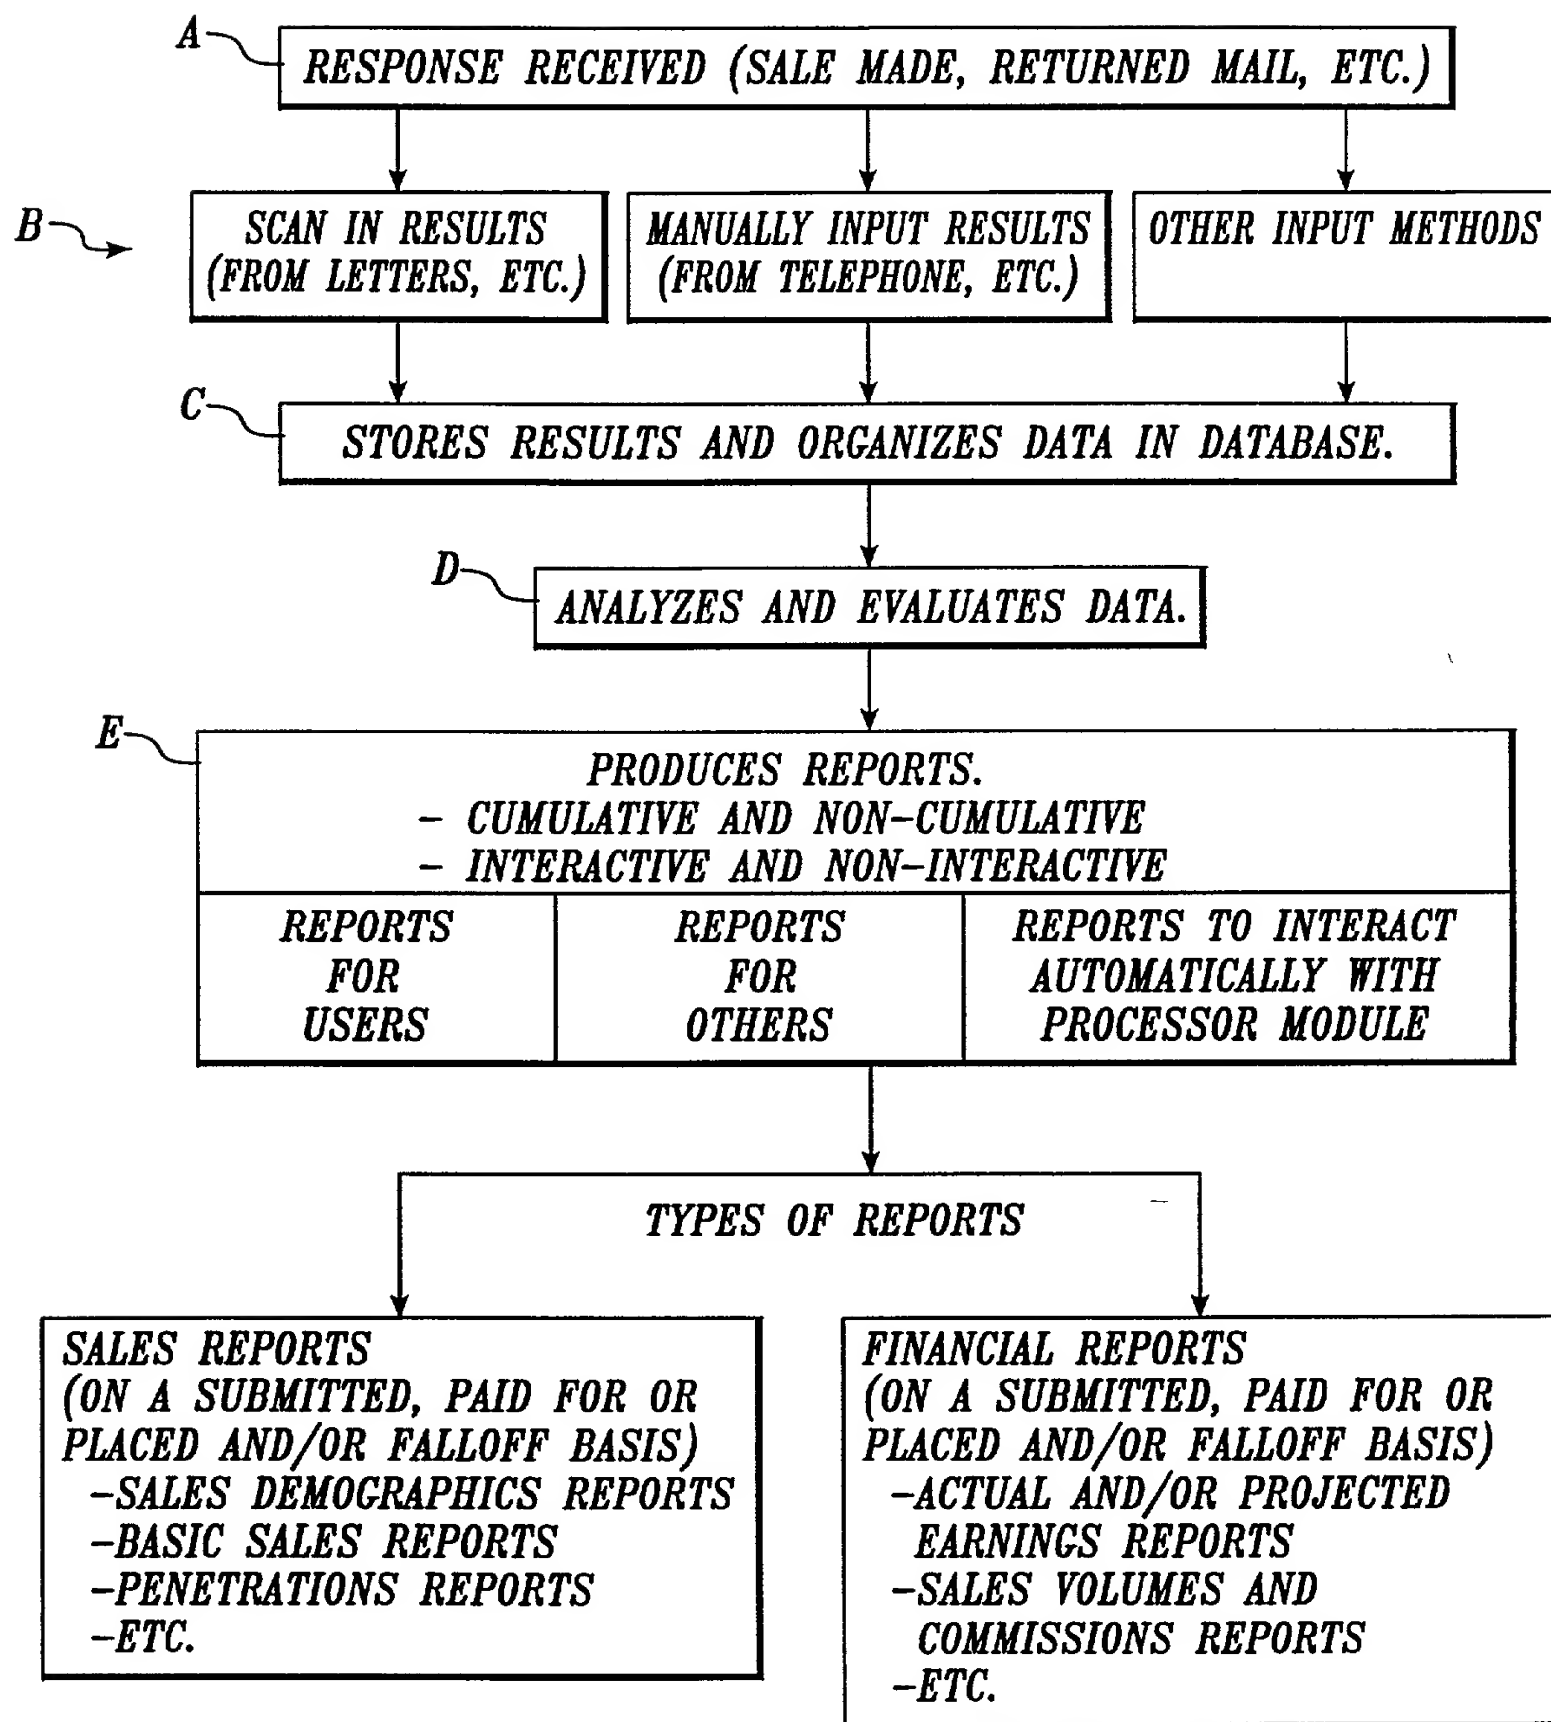 A
RESPONSE RECEIVED (SALE MADE, RETURNED MAIL, ETC.)
B
SCAN IN RESULTS
(FROM LETTERS, ETC.)
MANUALLY INPUT RESULTS
(FROM TELEPHONE, ETC.)
OTHER INPUT METHODS
C
STORES RESULTS AND ORGANIZES DATA IN DATABASE.
D
ANALYZES AND EVALUATES DATA.
E
PRODUCES REPORTS.
- CUMULATIVE AND NON-CUMULATIVE
- INTERACTIVE AND NON-INTERACTIVE
REPORTS
FOR
USERS
REPORTS
FOR
OTHERS
REPORTS TO INTERACT
AUTOMATICALLY WITH
PROCESSOR MODULE
TYPES OF REPORTS
SALES REPORTS
(ON A SUBMITTED, PAID FOR OR
PLACED AND/OR FALLOFF BASIS)
-SALES DEMOGRAPHICS REPORTS
-BASIC SALES REPORTS
-PENETRATIONS REPORTS
-ETC.
FINANCIAL REPORTS
(ON A SUBMITTED, PAID FOR OR
PLACED AND/OR FALLOFF BASIS)
-ACTUAL AND/OR PROJECTED
EARNINGS REPORTS
-SALES VOLUMES AND
COMMISSIONS REPORTS
-ETC.